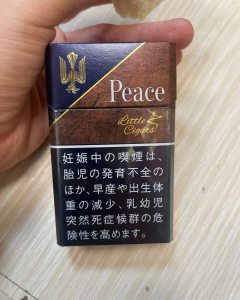 Peace
Little
Cigars
妊娠中の喫煙は、
胎児の発育不全の
ほか、早産や出生体
重の減少、乳幼児
突然死症候群の危
険性を高めます。